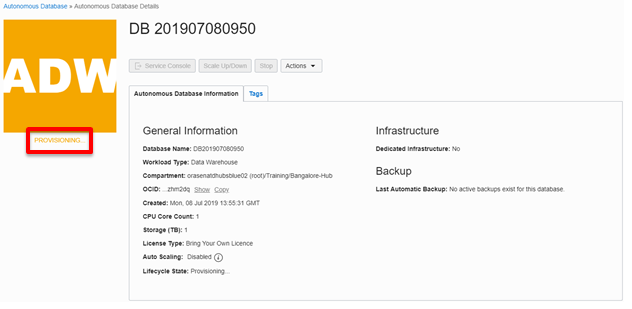 Autonomous Database » Autonomous Database Details
DB 201907080950
ADW
PROVISIONING...
Service Console Scale Up/Down Stop Actions
Autonomous Database Information Tags
General Information
Database Name: DB201907080950
Workload Type: Data Warehouse
Compartment: orasenatdhubsblue02 (root)/Training/Bangalore-Hub
OCID: ...zhm2dq Show Copy
Created: Mon, 08 Jul 2019 13:55:31 GMT
CPU Core Count: 1
Storage (TB): 1
License Type: Bring Your Own Licence
Auto Scaling: Disabled
Lifecycle State: Provisioning...
Infrastructure
Dedicated Infrastructure: No
Backup
Last Automatic Backup: No active backups exist for this database.